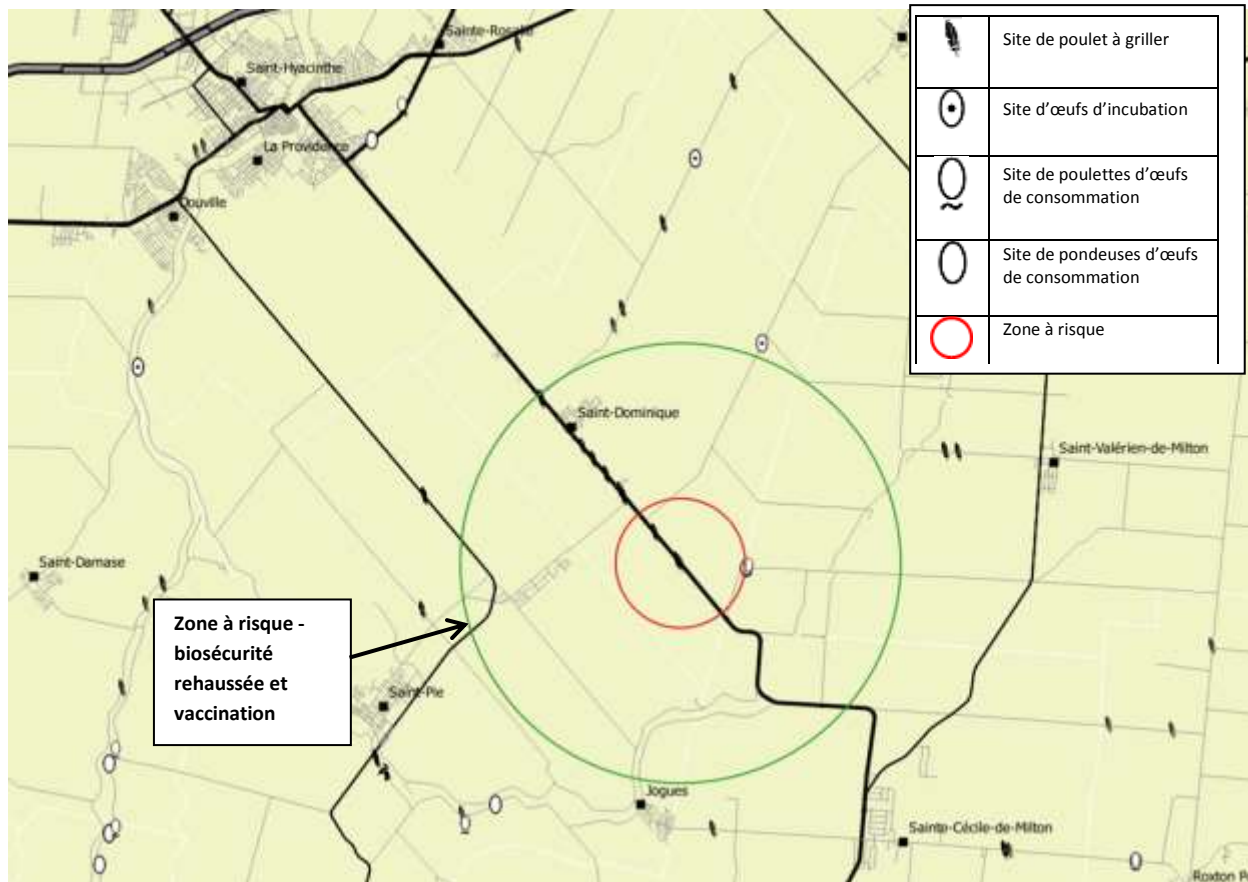 Sainte-Rosalie
Saint-Hyacinthe
La Providence
Douville
Site de poulet à griller
Site d'œufs d'incubation
Site de poulettes d'œufs
de consommation
Site de pondeuses d'œufs
de consommation
Zone à risque
Saint-Dominique
Saint-Valérien-de-Milton
Saint-Damase
Zone à risque -
biosécurité
rehaussée et
vaccination
Saint-Pie
Jogues
Sainte-Cécile-de-Milton
Roxton